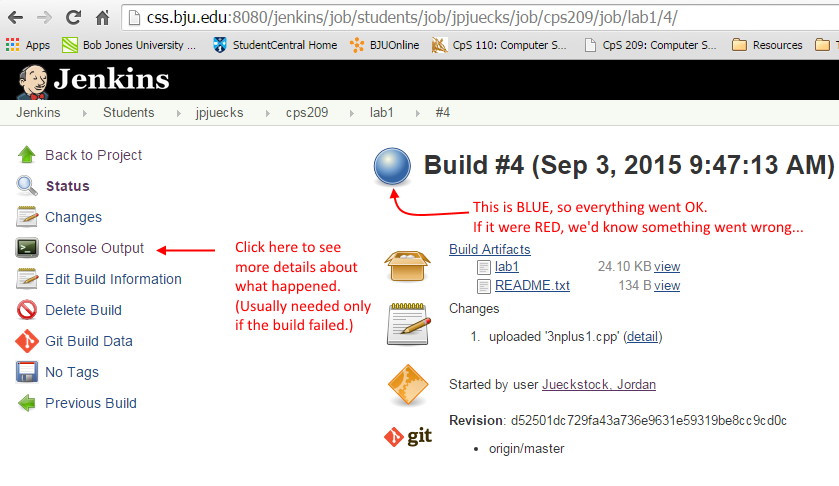 css.bju.edu:8080/jenkins/job/students/job/jpjuecks/job/cps209/job/lab1/4/
Apps Bob Jones University ... StudentCentral Home BJUOnline CpS 110: Computer S... CpS 209: Computer S... Resources
Jenkins
Jenkins Students jpjuecks cps209 lab1 #4
Back to Project
Status
Changes
Console Output
Edit Build Information
Delete Build
Git Build Data
No Tags
Previous Build
Click here to see
more details about
what happened.
(Usually needed only
if the build failed.)
Build #4 (Sep 3, 2015 9:47:13 AM)
This is BLUE, so everything went OK.
If it were RED, we'd know something went wrong...
Build Artifacts
lab1 24.10 KB view
README.txt 134 B view
Changes
1. uploaded '3nplus1.cpp' (detail)
Started by user Jueckstock, Jordan
git
Revision: d52501dc729fa43a736e9631e59319be8cc9cd0c
origin/master